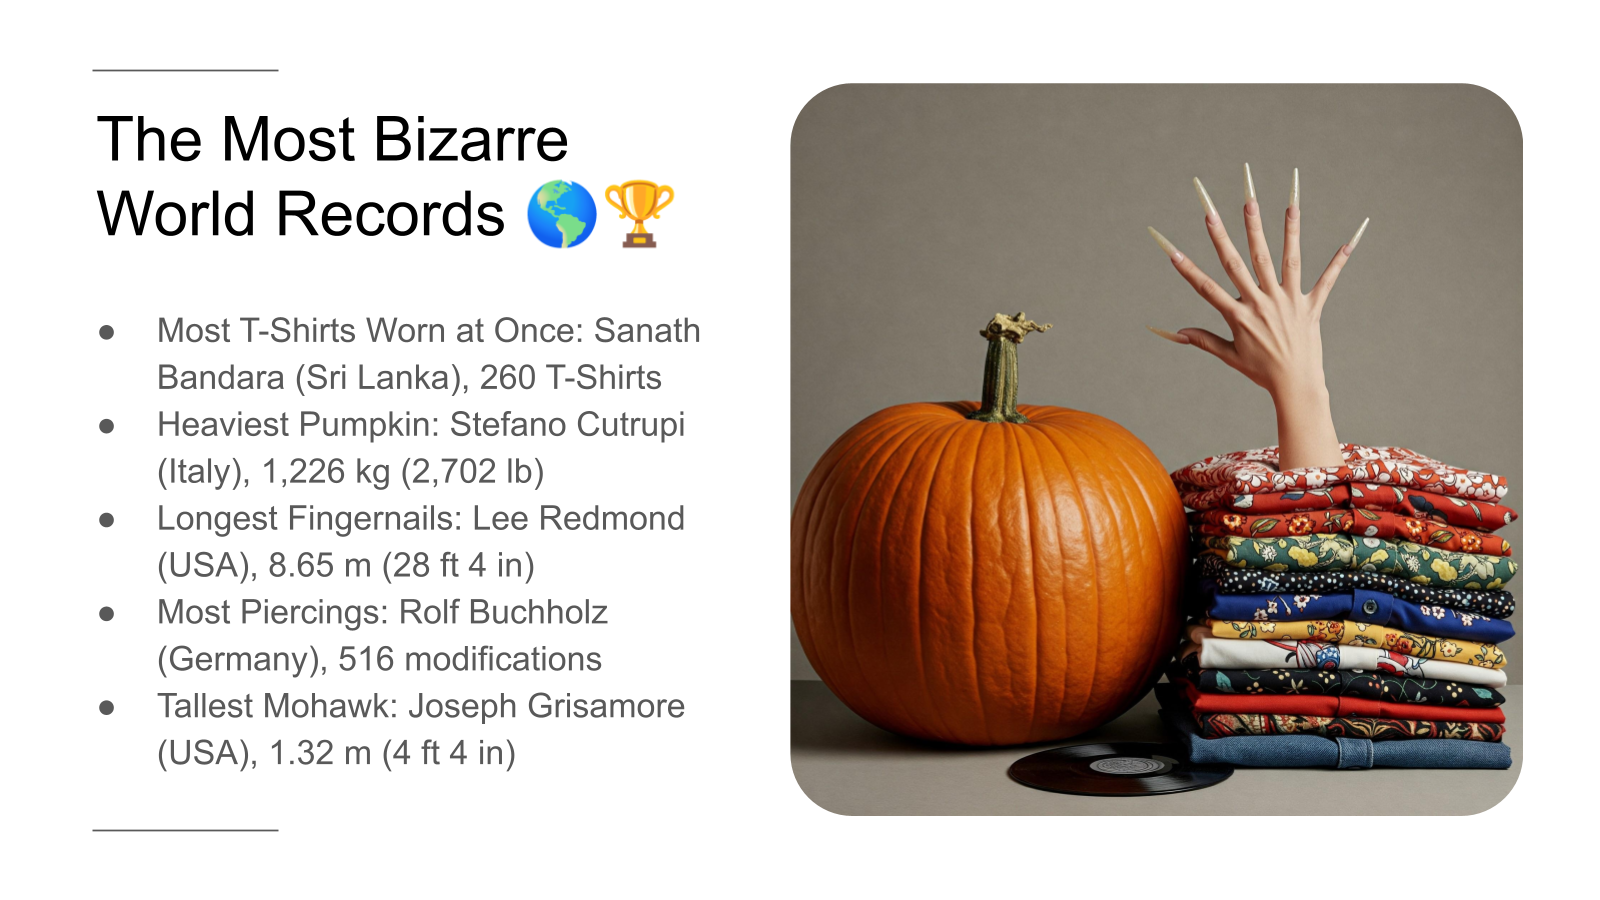 The Most Bizarre
World Records 🌎🏆
● Most T-Shirts Worn at Once: Sanath
Bandara (Sri Lanka), 260 T-Shirts
● Heaviest Pumpkin: Stefano Cutrupi
(Italy), 1,226 kg (2,702 lb)
● Longest Fingernails: Lee Redmond
(USA), 8.65 m (28 ft 4 in)
● Most Piercings: Rolf Buchholz
(Germany), 516 modifications
● Tallest Mohawk: Joseph Grisamore
(USA), 1.32 m (4 ft 4 in)